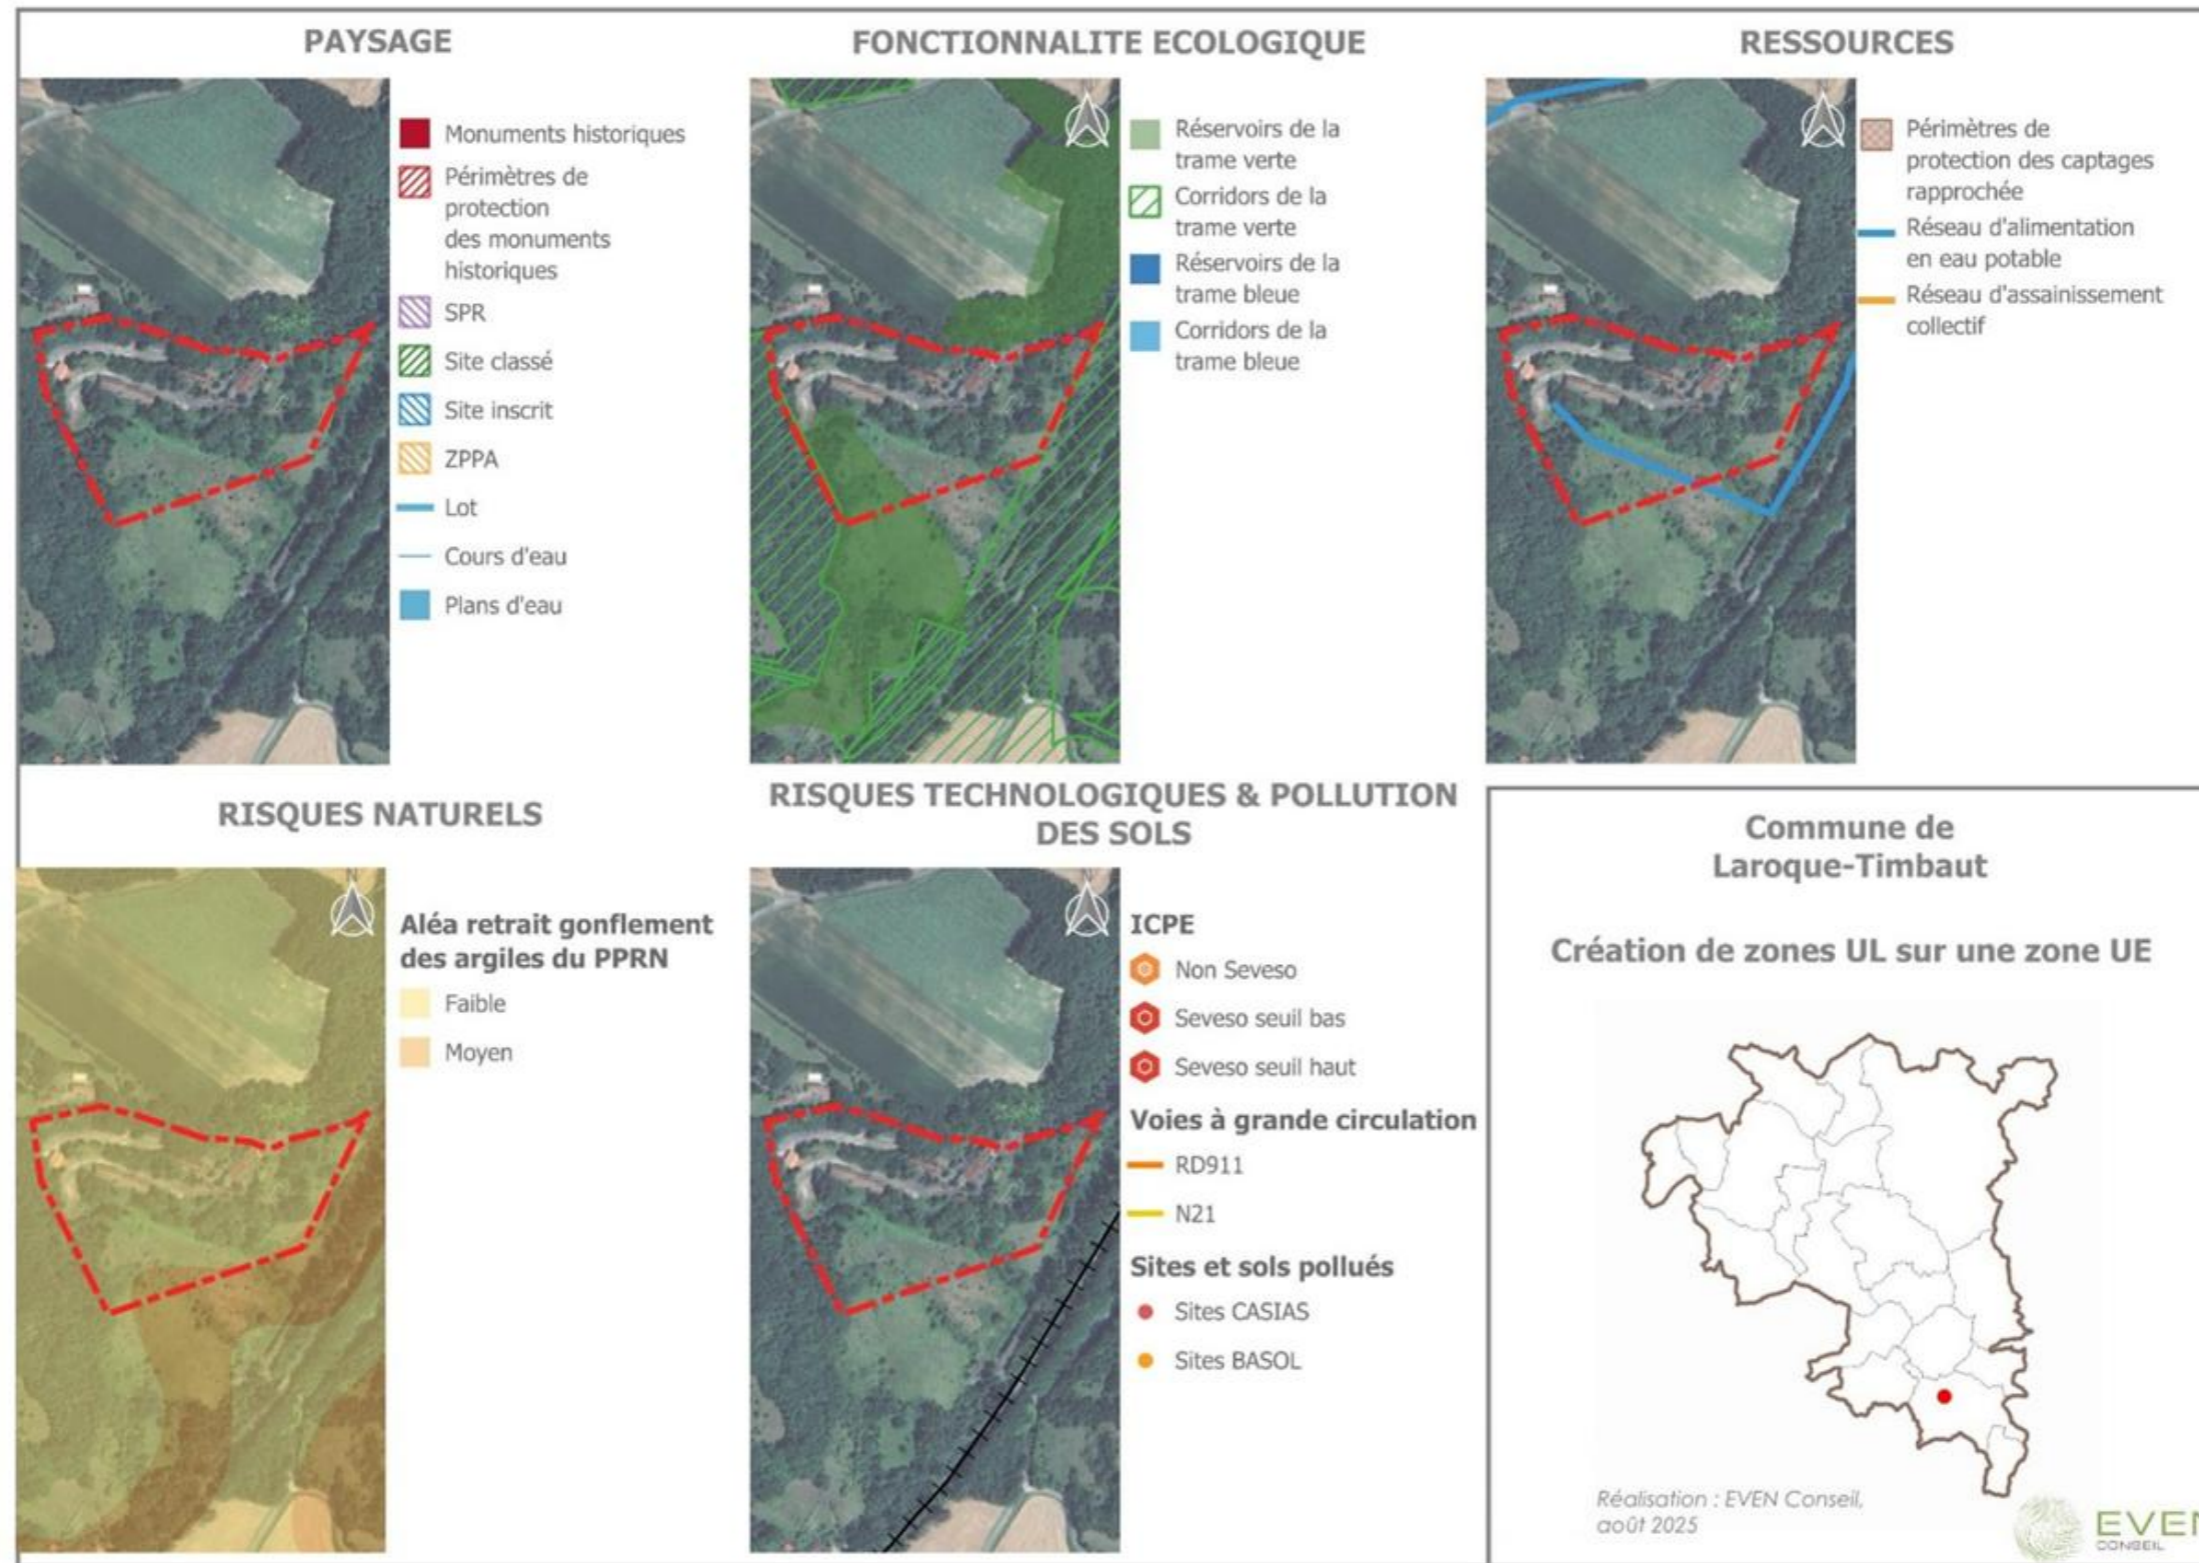 PAYSAGE
Monuments historiques
Périmètres de
protection
des monuments
historiques
SPR
Site classé
Site inscrit
ZPPA
Lot
Cours d'eau
Plans d'eau
FONCTIONNALITE ECOLOGIQUE
N
Réservoirs de la
trame verte
Corridors de la
trame verte
Réservoirs de la
trame bleue
Corridors de la
trame bleue
RESSOURCES
N
Périmètres de
protection des captages
rapprochée
Réseau d'alimentation
en eau potable
Réseau d'assainissement
collectif
RISQUES NATURELS
N
Aléa retrait gonflement
des argiles du PPRN
Faible
Moyen
RISQUES TECHNOLOGIQUES & POLLUTION
DES SOLS
N
ICPE
Non Seveso
Seveso seuil bas
Seveso seuil haut
Voies à grande circulation
RD911
N21
Sites et sols pollués
Sites CASIAS
Sites BASOL
Commune de
Laroque-Timbaut
Création de zones UL sur une zone UE
Réalisation : EVEN Conseil,
août 2025
EVEN
CONSEIL